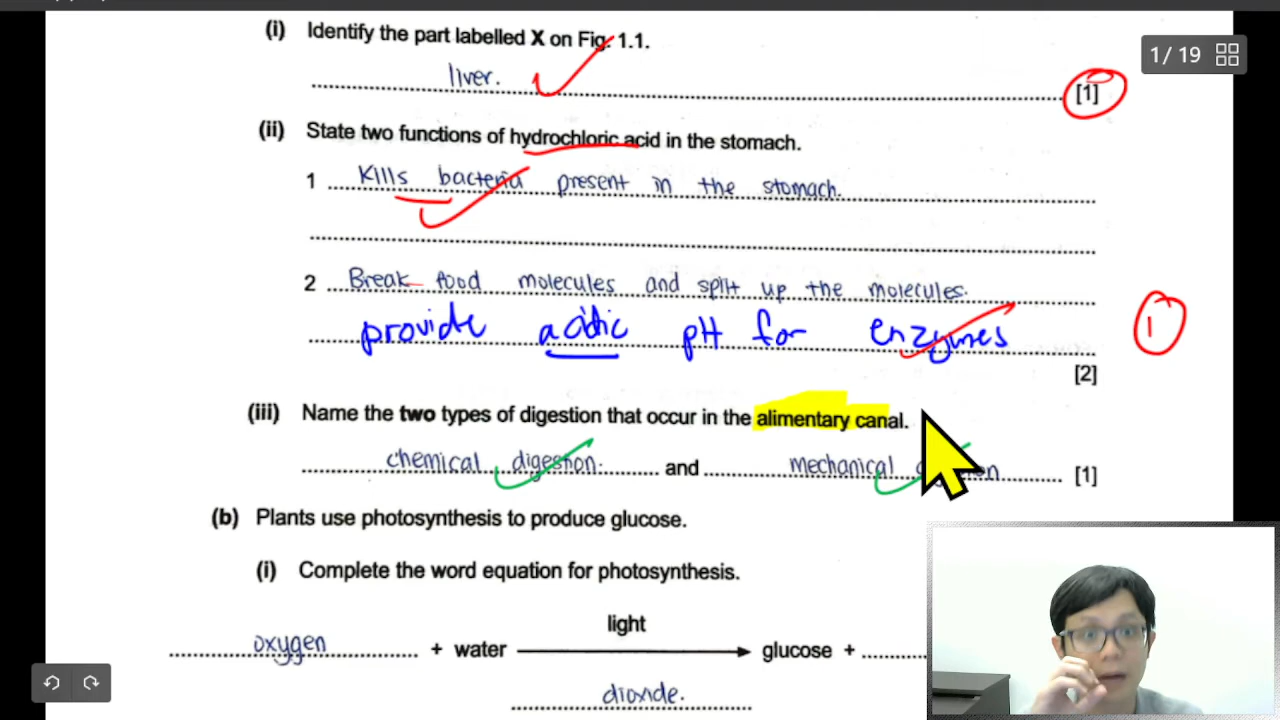 1 / 19
(i) Identify the part labelled X on Fig. 1.1.
liver.
[1]
(ii) State two functions of hydrochloric acid in the stomach.
1 Kills bacteria present in the stomach.
2 Break food molecules and split up the molecules.
provide acidic pH for enzymes
1
[2]
(iii) Name the two types of digestion that occur in the alimentary canal.
chemical digestion. and mechanical [1]
(b) Plants use photosynthesis to produce glucose.
(i) Complete the word equation for photosynthesis.
light
oxygen + water glucose +
dioxide.